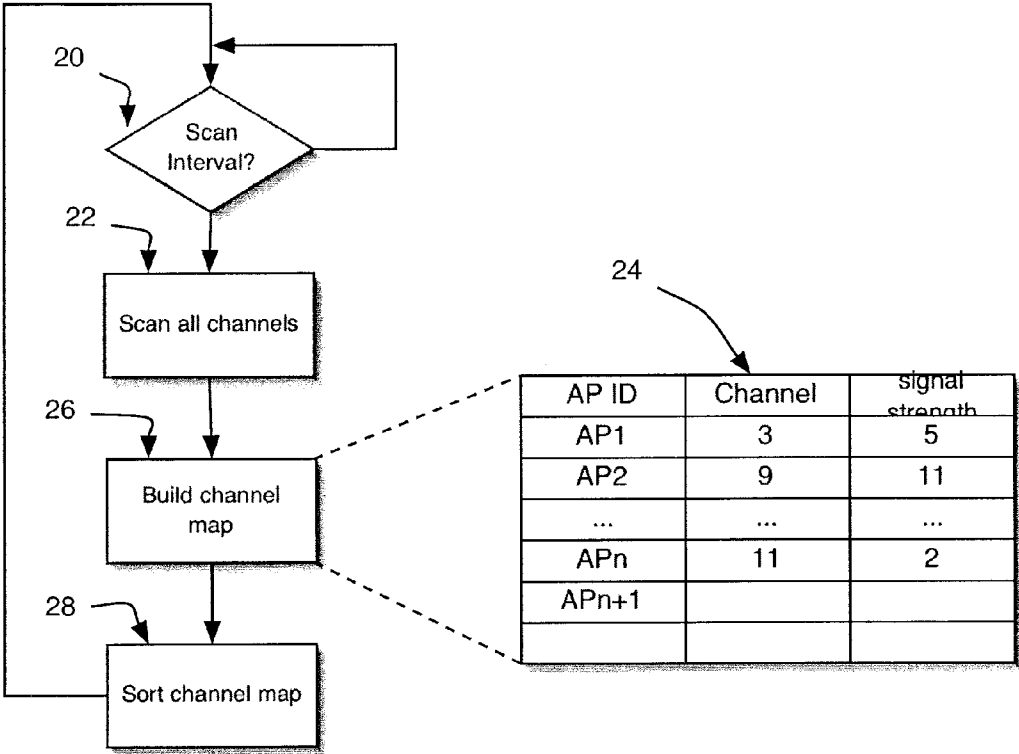 20
Scan
Interval?
22
Scan all channels
24
26
Build channel
map
AP ID Channel signal
strength
AP1 3 5
AP2 9 11
... ... ...
APn 11 2
APn+1
28
Sort channel map